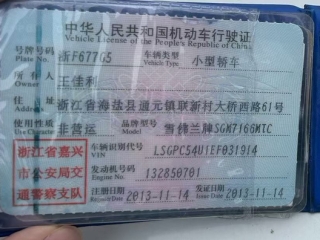 中华人民共和国机动车行驶证
Vehicle License of the People's Republic of China
号牌号码 Plate No. 浙F677G5 车辆类型 Vehicle Type 小型轿车
所有人 Owner 王佳利
住址 Address 浙江省海盐县通元镇联新村大桥西路61号
使用性质 Use Character 非营运 品牌型号 Model 雪佛兰牌SGM7166MTC
浙江省嘉兴 车辆识别代号 VIN LSGPC54U1EF031914
市公安局交 发动机号码 Engine No. 132850701
通警察支队 注册日期 Register Date 2013-11-14 发证日期 Issue Date 2013-11-14